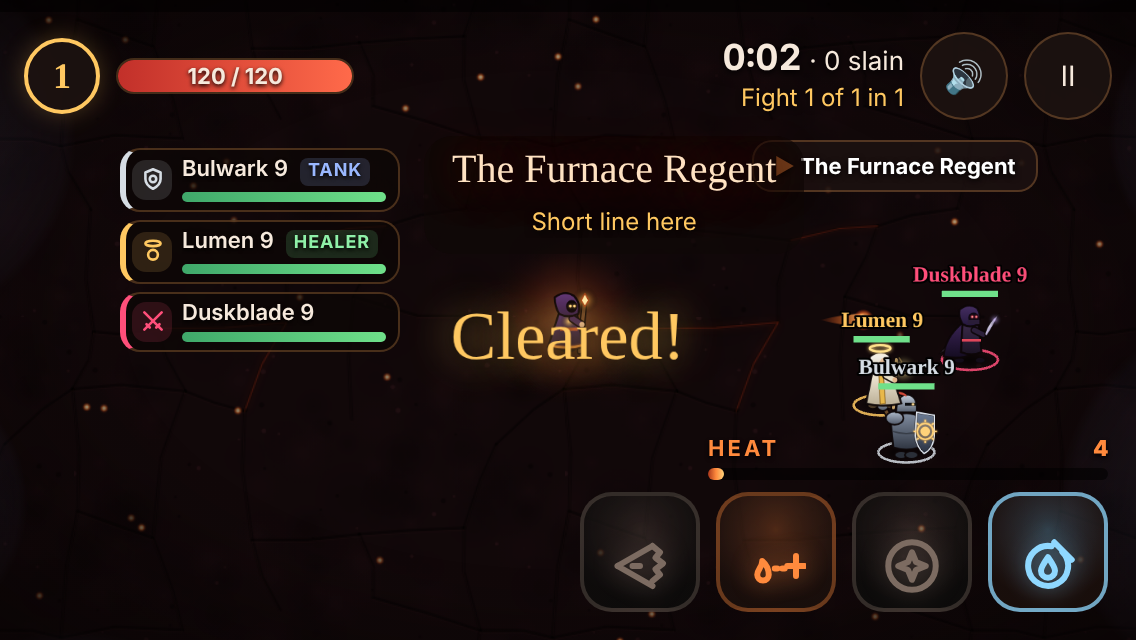 1
120 / 120
0:02 · 0 slain
Fight 1 of 1 in 1
Bulwark 9 TANK
Lumen 9 HEALER
Duskblade 9
The Furnace Regent
Short line here
The Furnace Regent
Cleared!
Duskblade 9
Lumen 9
Bulwark 9
HEAT 4